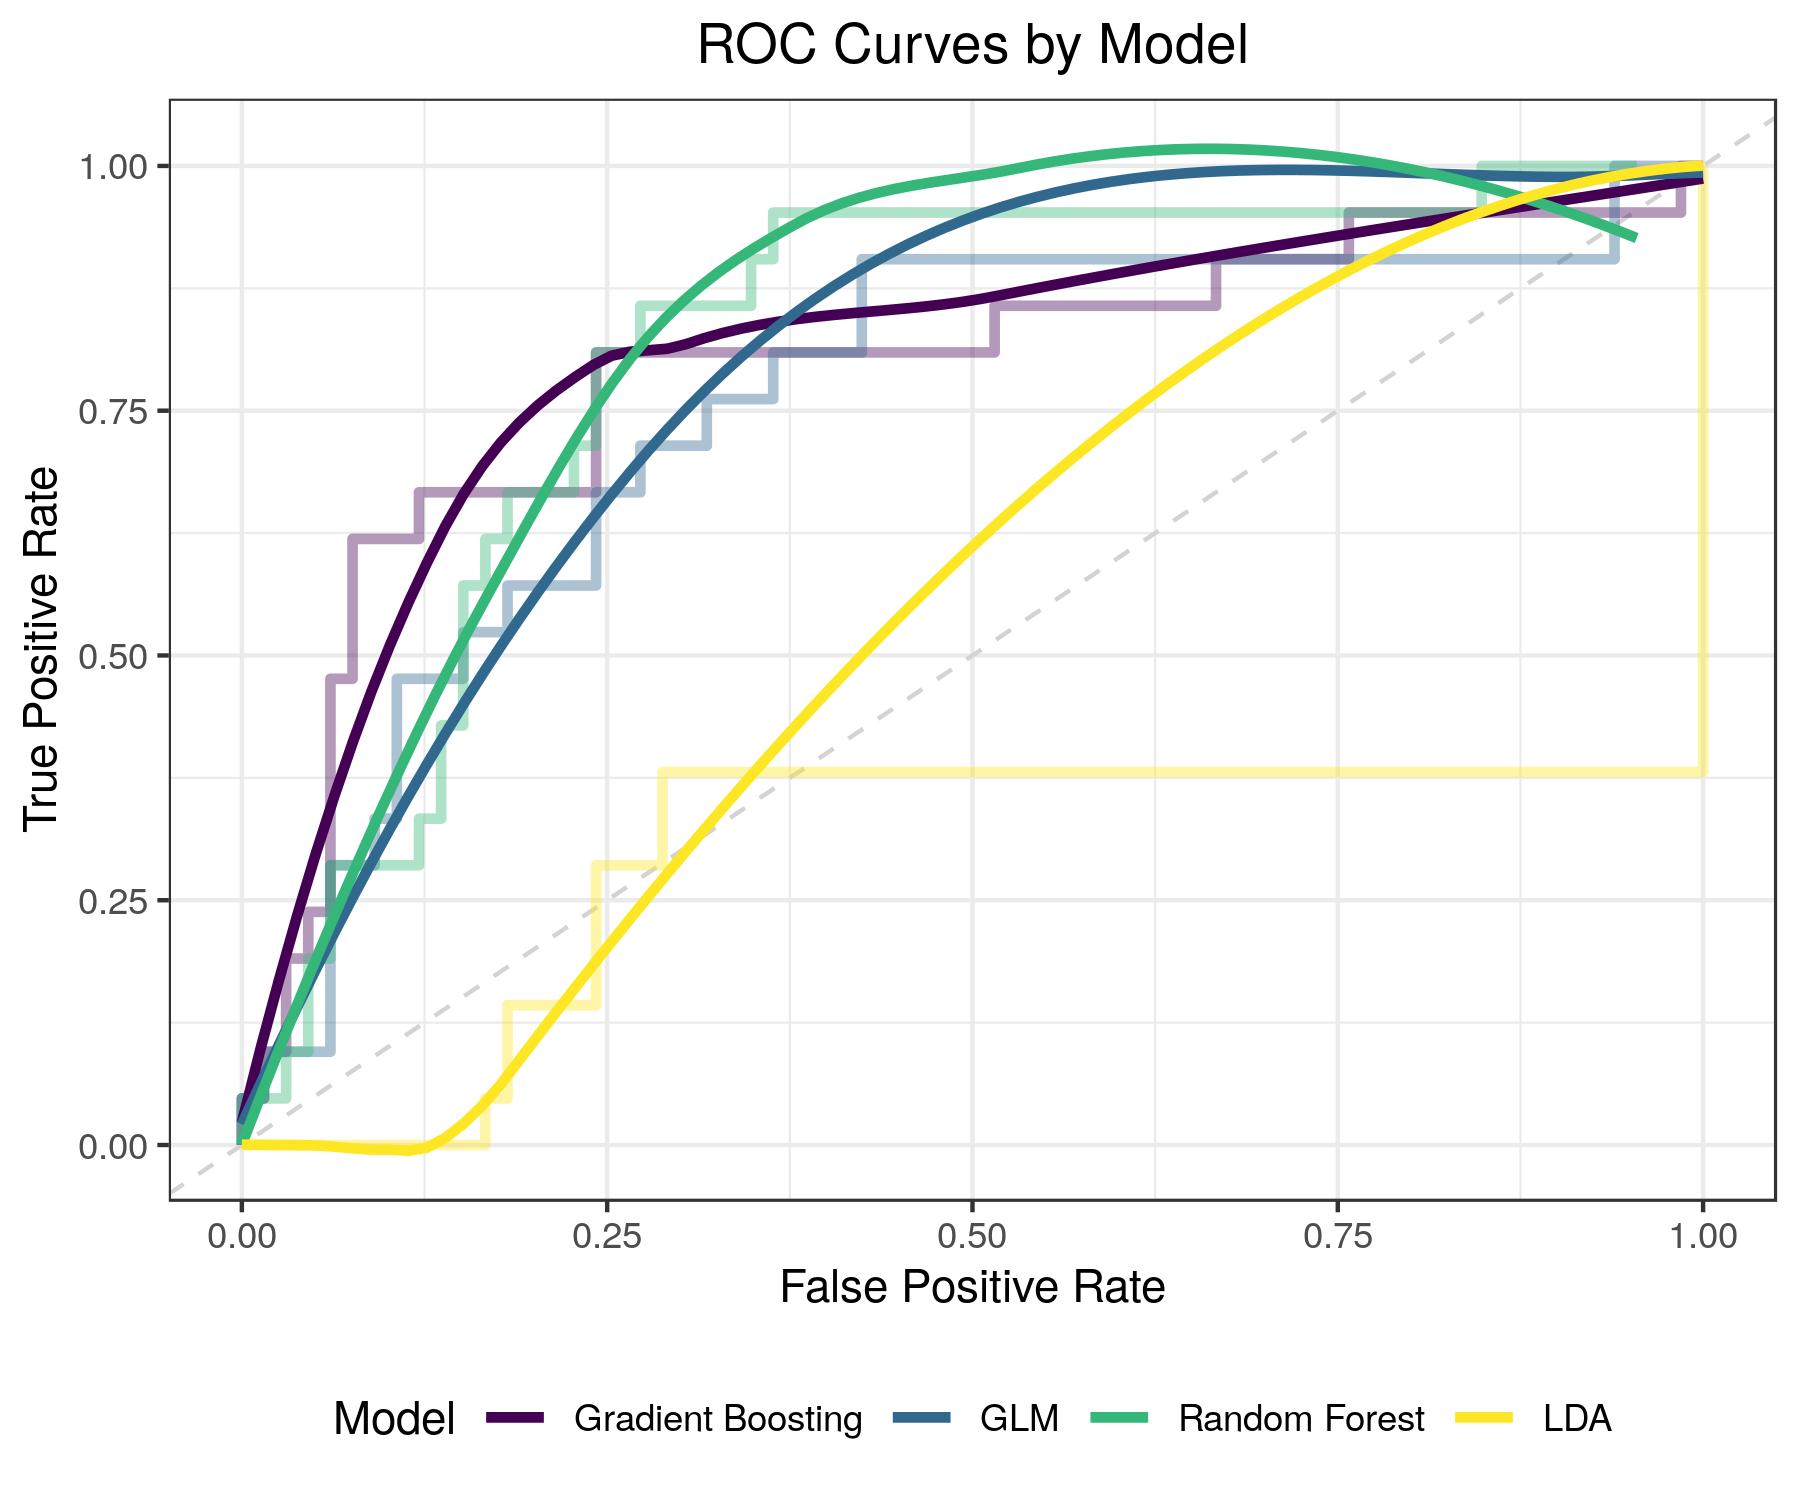 ROC Curves by Model
True Positive Rate
1.00
0.75
0.50
0.25
0.00
0.00 0.25 0.50 0.75 1.00
False Positive Rate
Model Gradient Boosting GLM Random Forest LDA